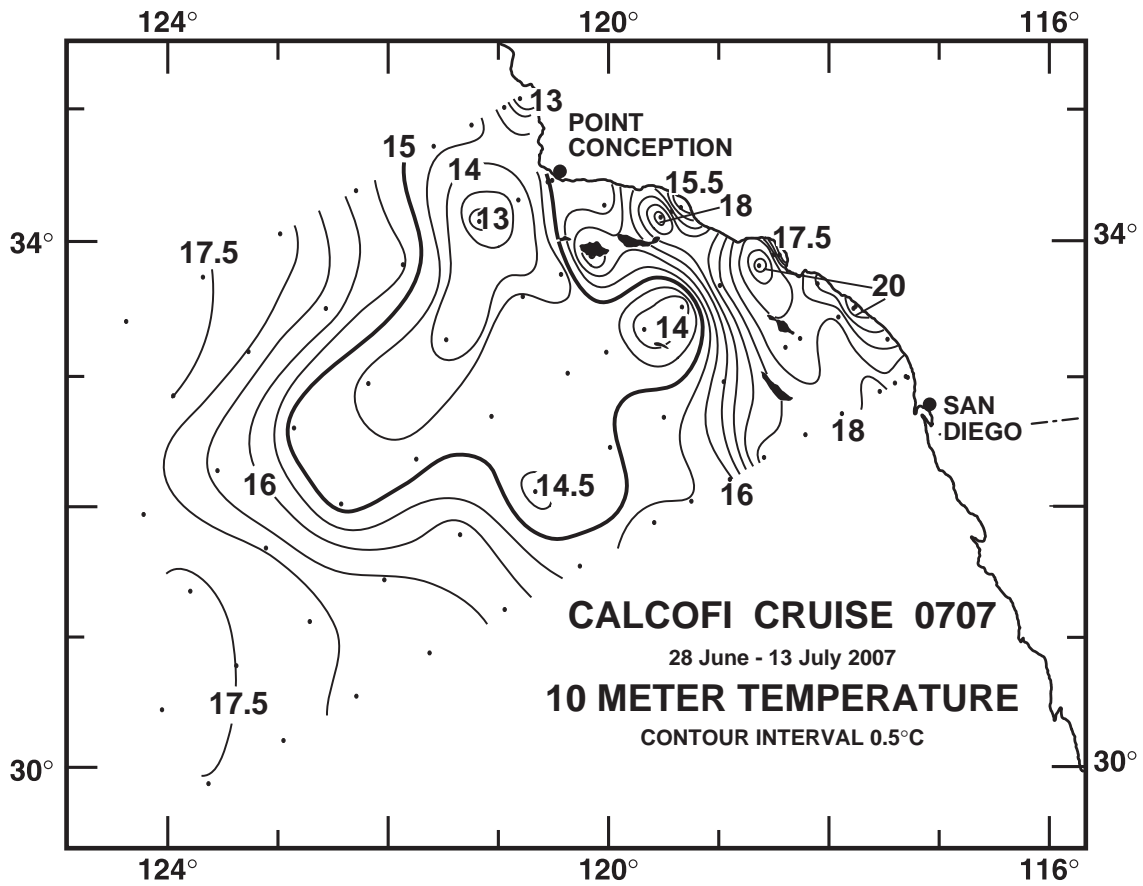 124° 120° 116°
13
POINT
CONCEPTION
15
14
15.5
13
18
34° 34°
17.5
17.5
20
14
SAN
DIEGO
18
16
14.5
16
CALCOFI CRUISE 0707
28 June - 13 July 2007
17.5
10 METER TEMPERATURE
CONTOUR INTERVAL 0.5°C
30° 30°
124° 120° 116°